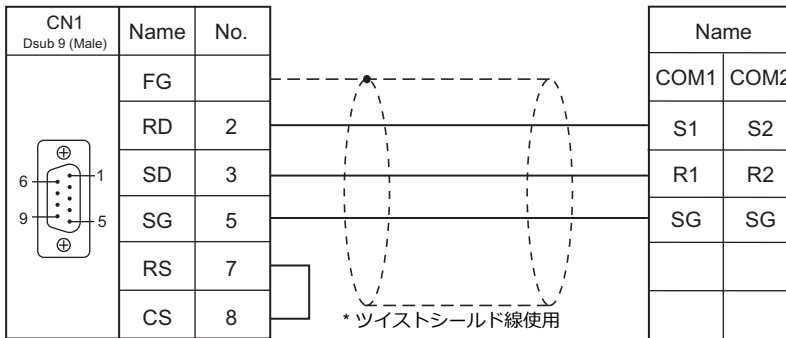 CN1
Dsub 9 (Male)
Name No.
Name
FG
COM1 COM2
RD 2
S1 S2
SD 3
R1 R2
SG 5
SG SG
RS 7
CS 8
6
1
9
5
* ツイストシールド線使用